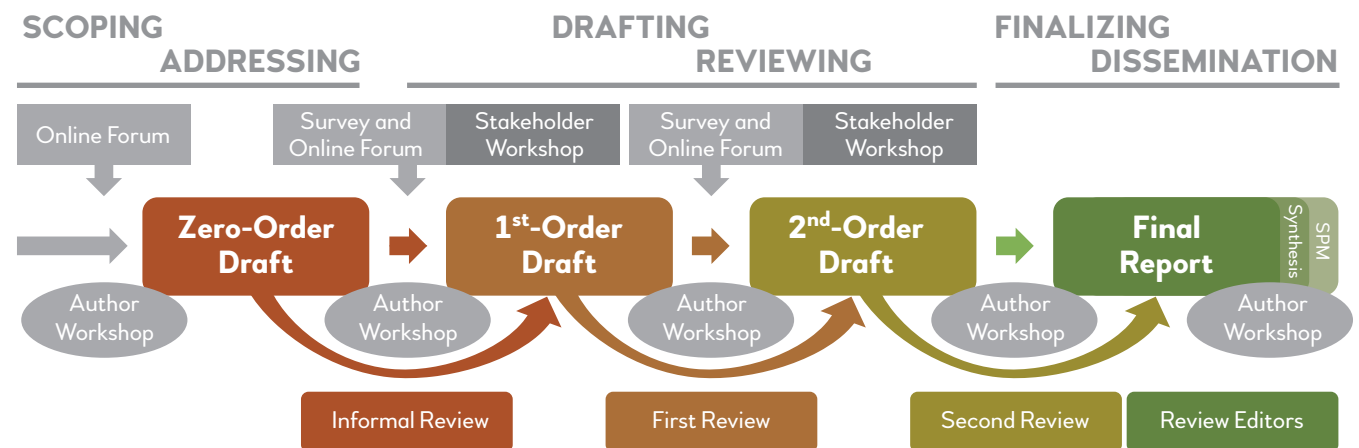 SCOPING
ADDRESSING
DRAFTING
REVIEWING
FINALIZING
DISSEMINATION
Online Forum
Survey and
Online Forum
Stakeholder
Workshop
Survey and
Online Forum
Stakeholder
Workshop
Zero-Order
Draft
1st-Order
Draft
2nd-Order
Draft
Final
Report
Synthesis
SPM
Author
Workshop
Author
Workshop
Author
Workshop
Author
Workshop
Author
Workshop
Informal Review
First Review
Second Review
Review Editors